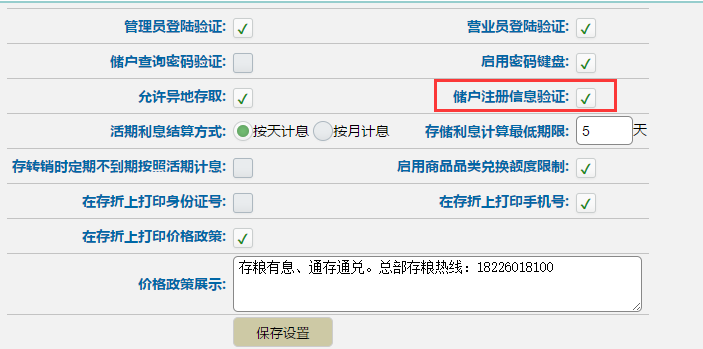 管理员登陆验证: 营业员登陆验证:
储户查询密码验证: 启用密码键盘:
允许异地存取: 储户注册信息验证:
活期利息结算方式: 按天计息 按月计息 存储利息计算最低期限: 5 天
存转销时定期不到期按照活期计息: 启用商品品类兑换额度限制:
在存折上打印身份证号: 在存折上打印手机号:
在存折上打印价格政策:
价格政策展示: 存粮有息、通存通兑。总部存粮热线: 18226018100
保存设置